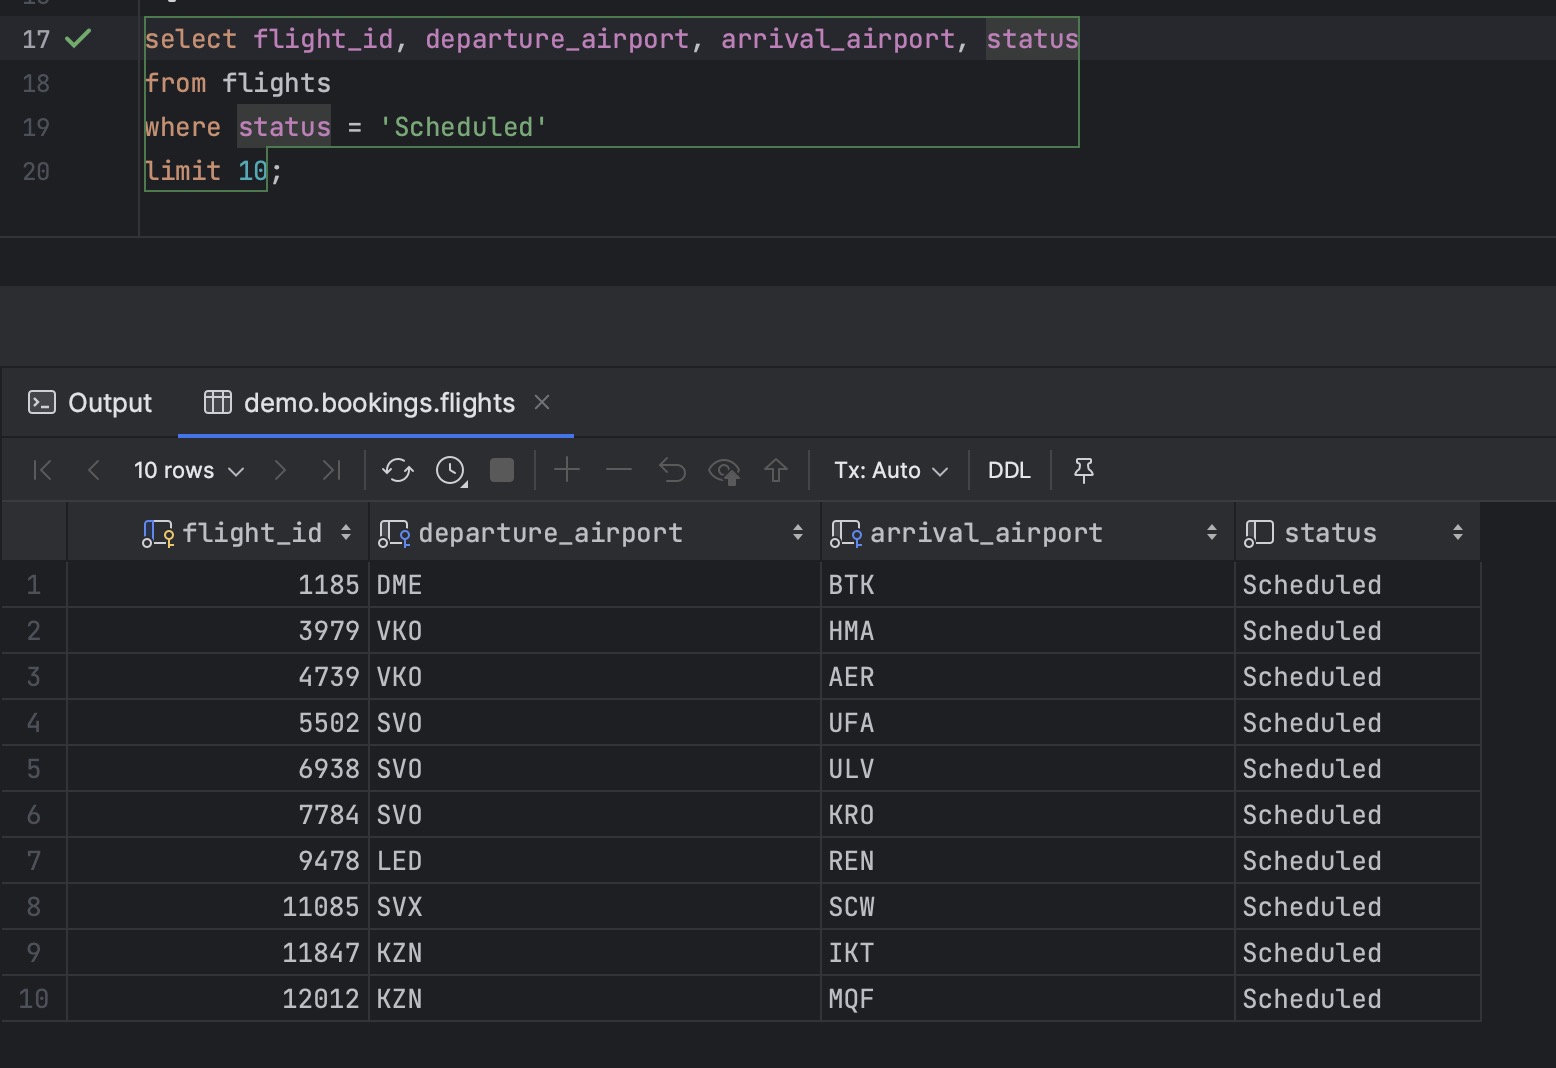 17 select flight_id, departure_airport, arrival_airport, status
18 from flights
19 where status = 'Scheduled'
20 limit 10;
Output demo.bookings.flights
10 rows Tx: Auto DDL
flight_id departure_airport arrival_airport status
1 1185 DME BTK Scheduled
2 3979 VKO HMA Scheduled
3 4739 VKO AER Scheduled
4 5502 SVO UFA Scheduled
5 6938 SVO ULV Scheduled
6 7784 SVO KRO Scheduled
7 9478 LED REN Scheduled
8 11085 SVX SCW Scheduled
9 11847 KZN IKT Scheduled
10 12012 KZN MQF Scheduled